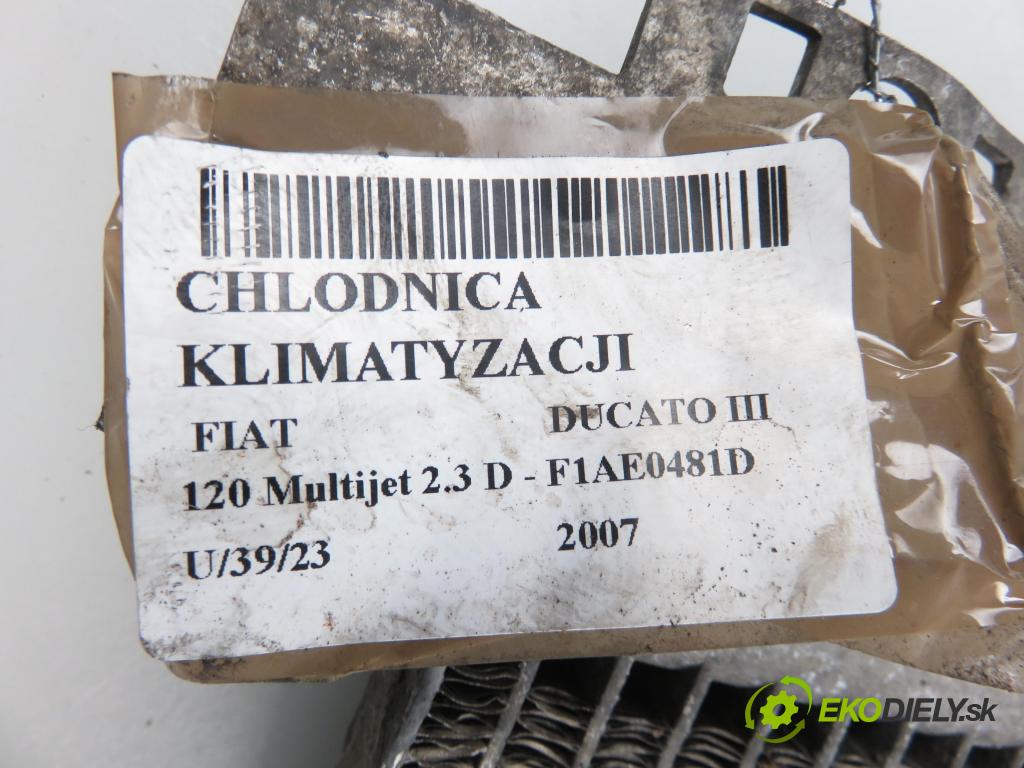 CHLODNICA
KLIMATYZACJI
FIAT DUCATO III
120 Multijet 2.3 D - F1AE0481D
U/39/23 2007
EKODIELY.sk